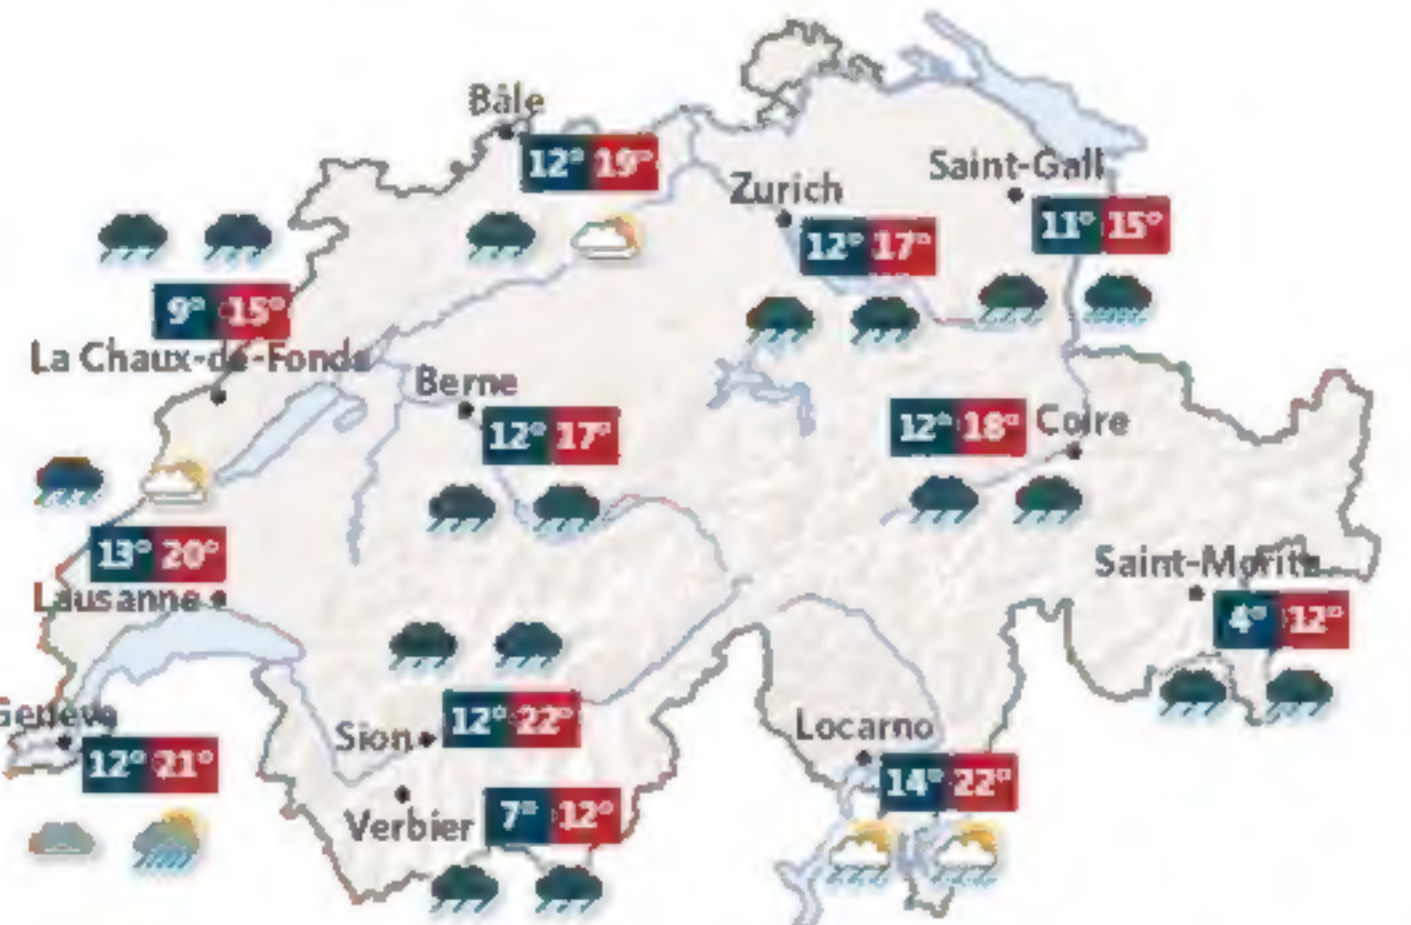 Bâle
12° 19°
Zurich
12° 17°
Saint-Gall
11° 15°
9° 15°
La Chaux-de-Fonds
Berne
12° 17°
12° 18°
Coire
13° 20°
Lausanne
Saint-Moritz
4° 12°
Genève
12° 21°
Sion
12° 22°
Locarno
14° 22°
Verbier
7° 12°